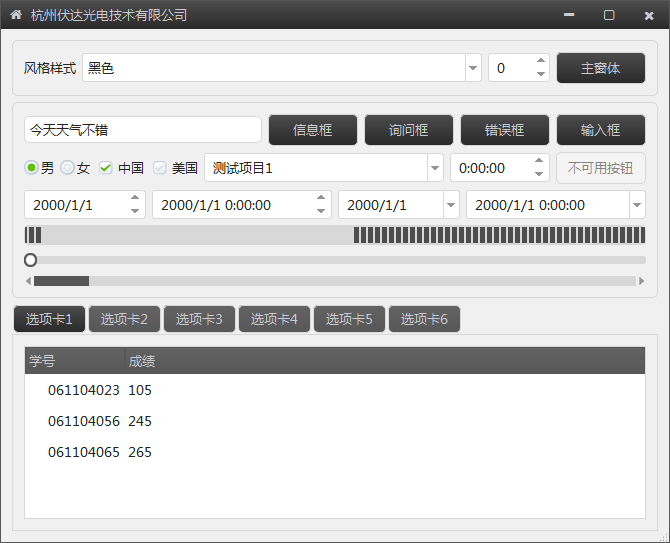 杭州伏达光电技术有限公司
风格样式 黑色 0 主窗体
今天天气不错 信息框 询问框 错误框 输入框
男 女 中国 美国 测试项目1 0:00:00 不可用按钮
2000/1/1 2000/1/1 0:00:00 2000/1/1 2000/1/1 0:00:00
选项卡1 选项卡2 选项卡3 选项卡4 选项卡5 选项卡6
学号 成绩
061104023 105
061104056 245
061104065 265